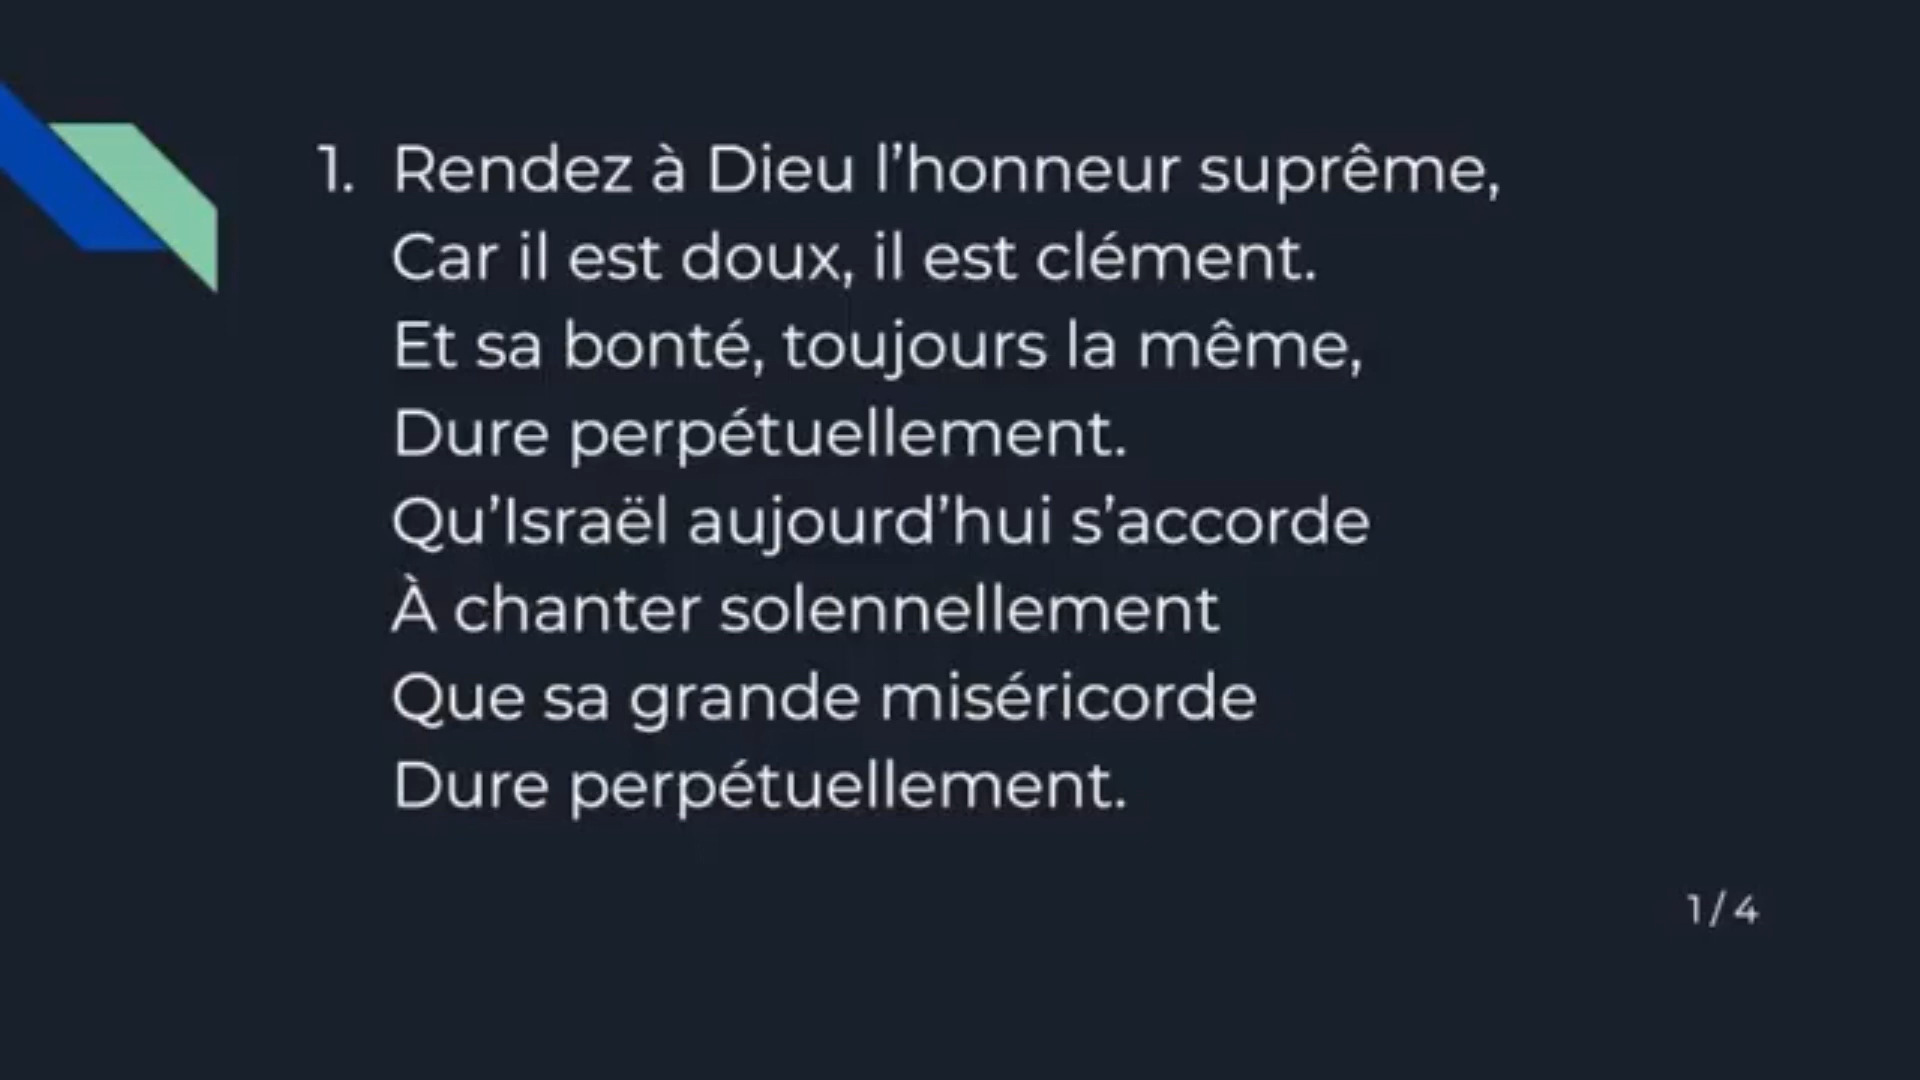 1. Rendez à Dieu l’honneur suprême,
Car il est doux, il est clément.
Et sa bonté, toujours la même,
Dure perpétuellement.
Qu’Israël aujourd’hui s’accorde
À chanter solennellement
Que sa grande miséricorde
Dure perpétuellement.
1 / 4